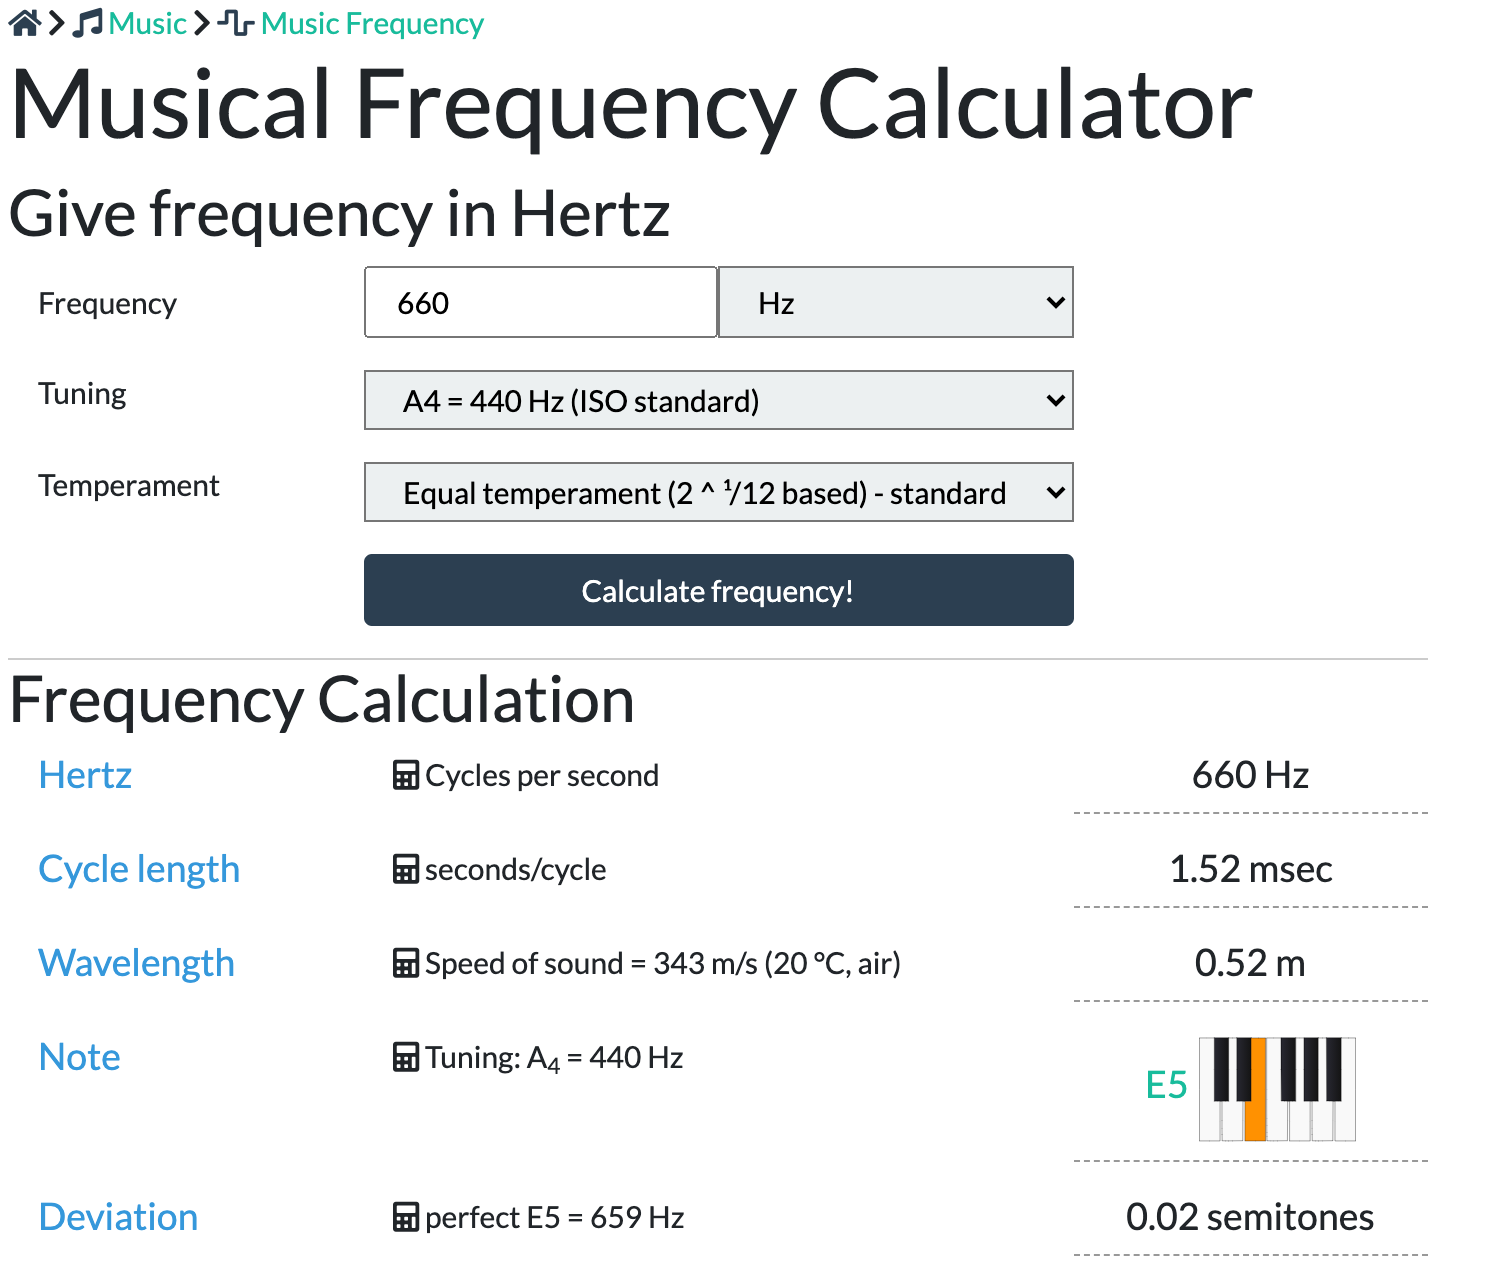 Music Music Frequency
Musical Frequency Calculator
Give frequency in Hertz
Frequency 660 Hz
Tuning A4 = 440 Hz (ISO standard)
Temperament Equal temperament (2 ^ ¹/12 based) - standard
Calculate frequency!
Frequency Calculation
Hertz Cycles per second 660 Hz
Cycle length seconds/cycle 1.52 msec
Wavelength Speed of sound = 343 m/s (20 °C, air) 0.52 m
Note Tuning: A₄ = 440 Hz E5
Deviation perfect E5 = 659 Hz 0.02 semitones